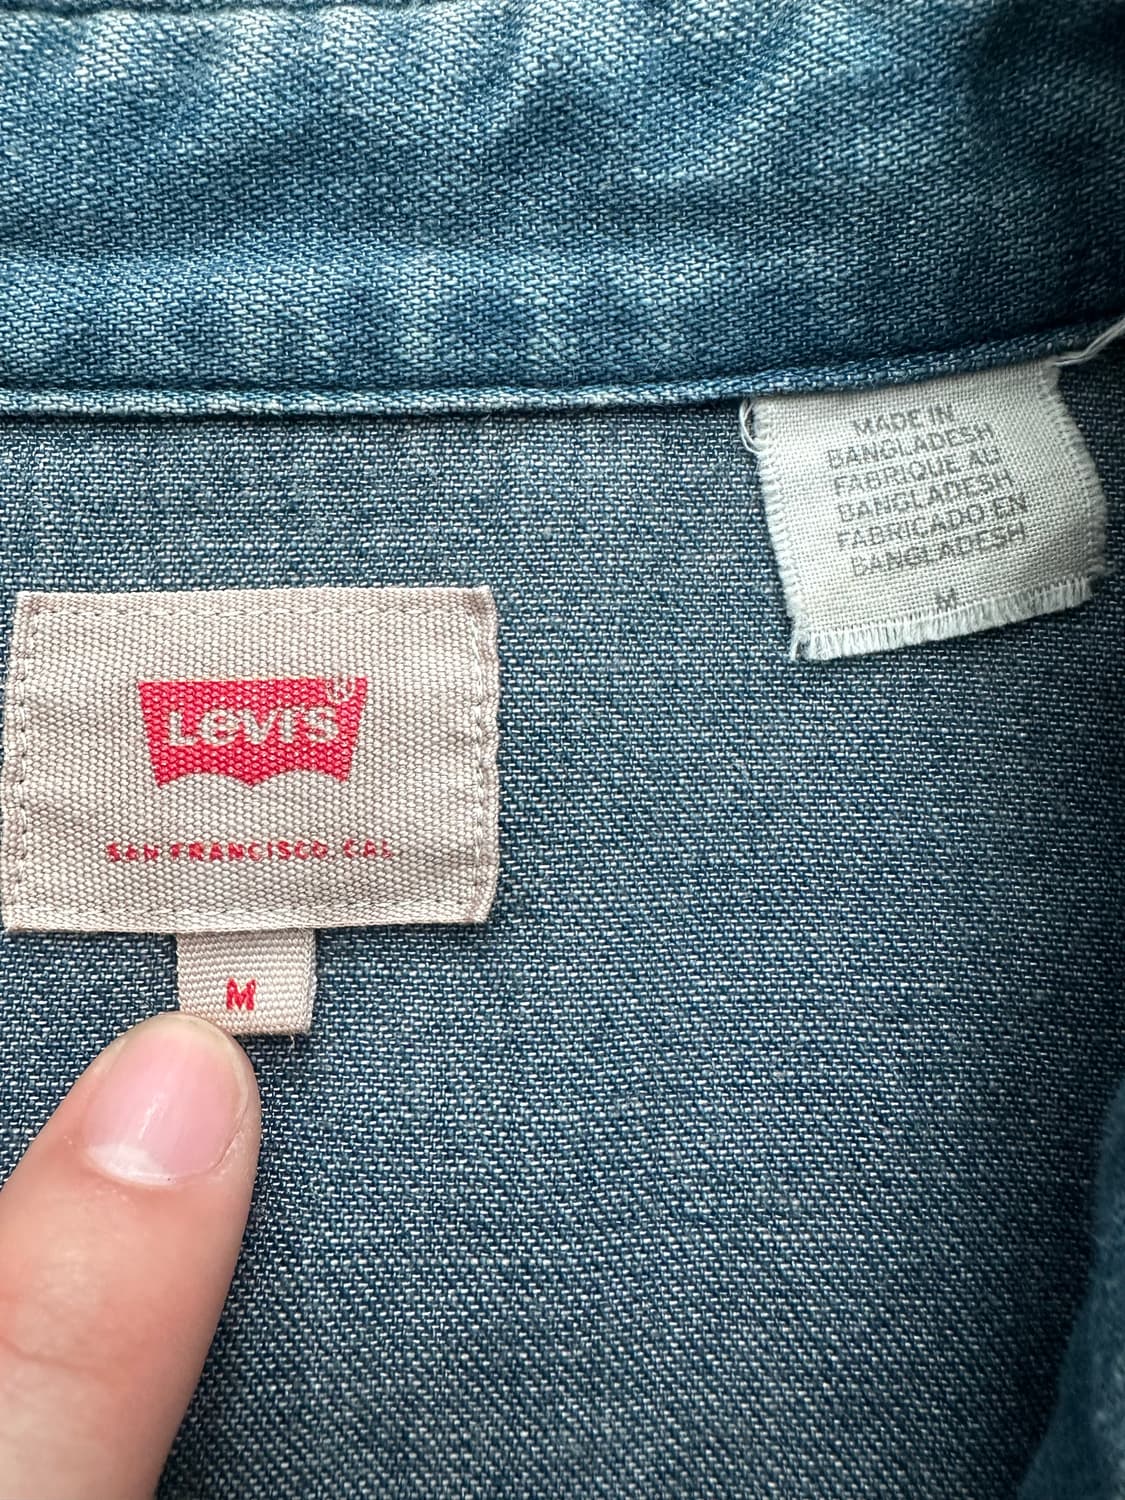 MADE IN
BANGLADESH
FABRIQUE AU
BANGLADESH
FABRICADO EN
BANGLADESH
M
Levi's®
SAN FRANCISCO, CAL
M